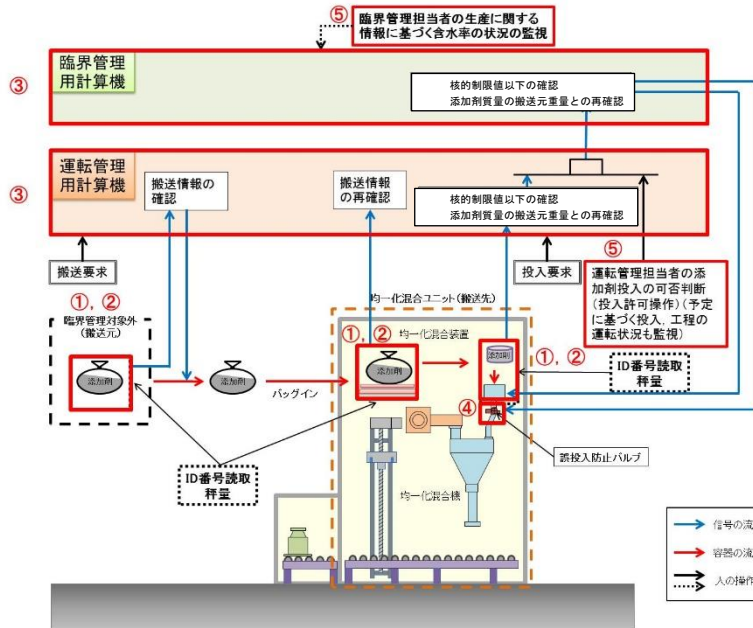 ⑤
臨界管理担当者の生産に関する
情報に基づく含水率の状況の監視
③
臨界管理
用計算機
核的制限値以下の確認
添加剤質量の搬送元重量との再確認
③
運転管理
用計算機
搬送情報の
確認
搬送情報
の再確認
核的制限値以下の確認
添加剤質量の搬送元重量との再確認
搬送要求
投入要求
⑤
運転管理担当者の添
加剤投入の可否判断
(投入許可操作)(予定
に基づく投入、工程の
運転状況も監視)
①,②
臨界管理対象外
(搬送元)
添加剤
添加剤
バッグイン
均一化混合ユニット(搬送先)
①,②
均一化混合装置
添加剤
添加剤
①,②
ID番号読取
秤量
④
誤投入防止バルブ
ID番号読取
秤量
均一化混合機
信号の流
容器の流
人の操作